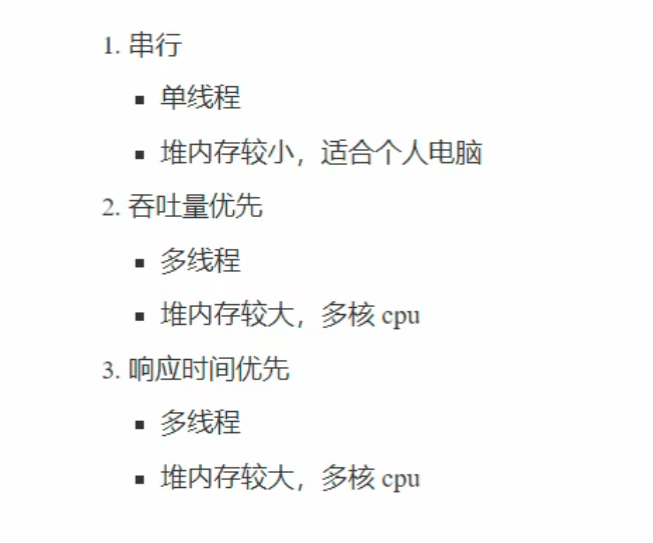 1. 串行
▪ 单线程
▪ 堆内存较小，适合个人电脑
2. 吞吐量优先
▪ 多线程
▪ 堆内存较大，多核 cpu
3. 响应时间优先
▪ 多线程
▪ 堆内存较大，多核 cpu